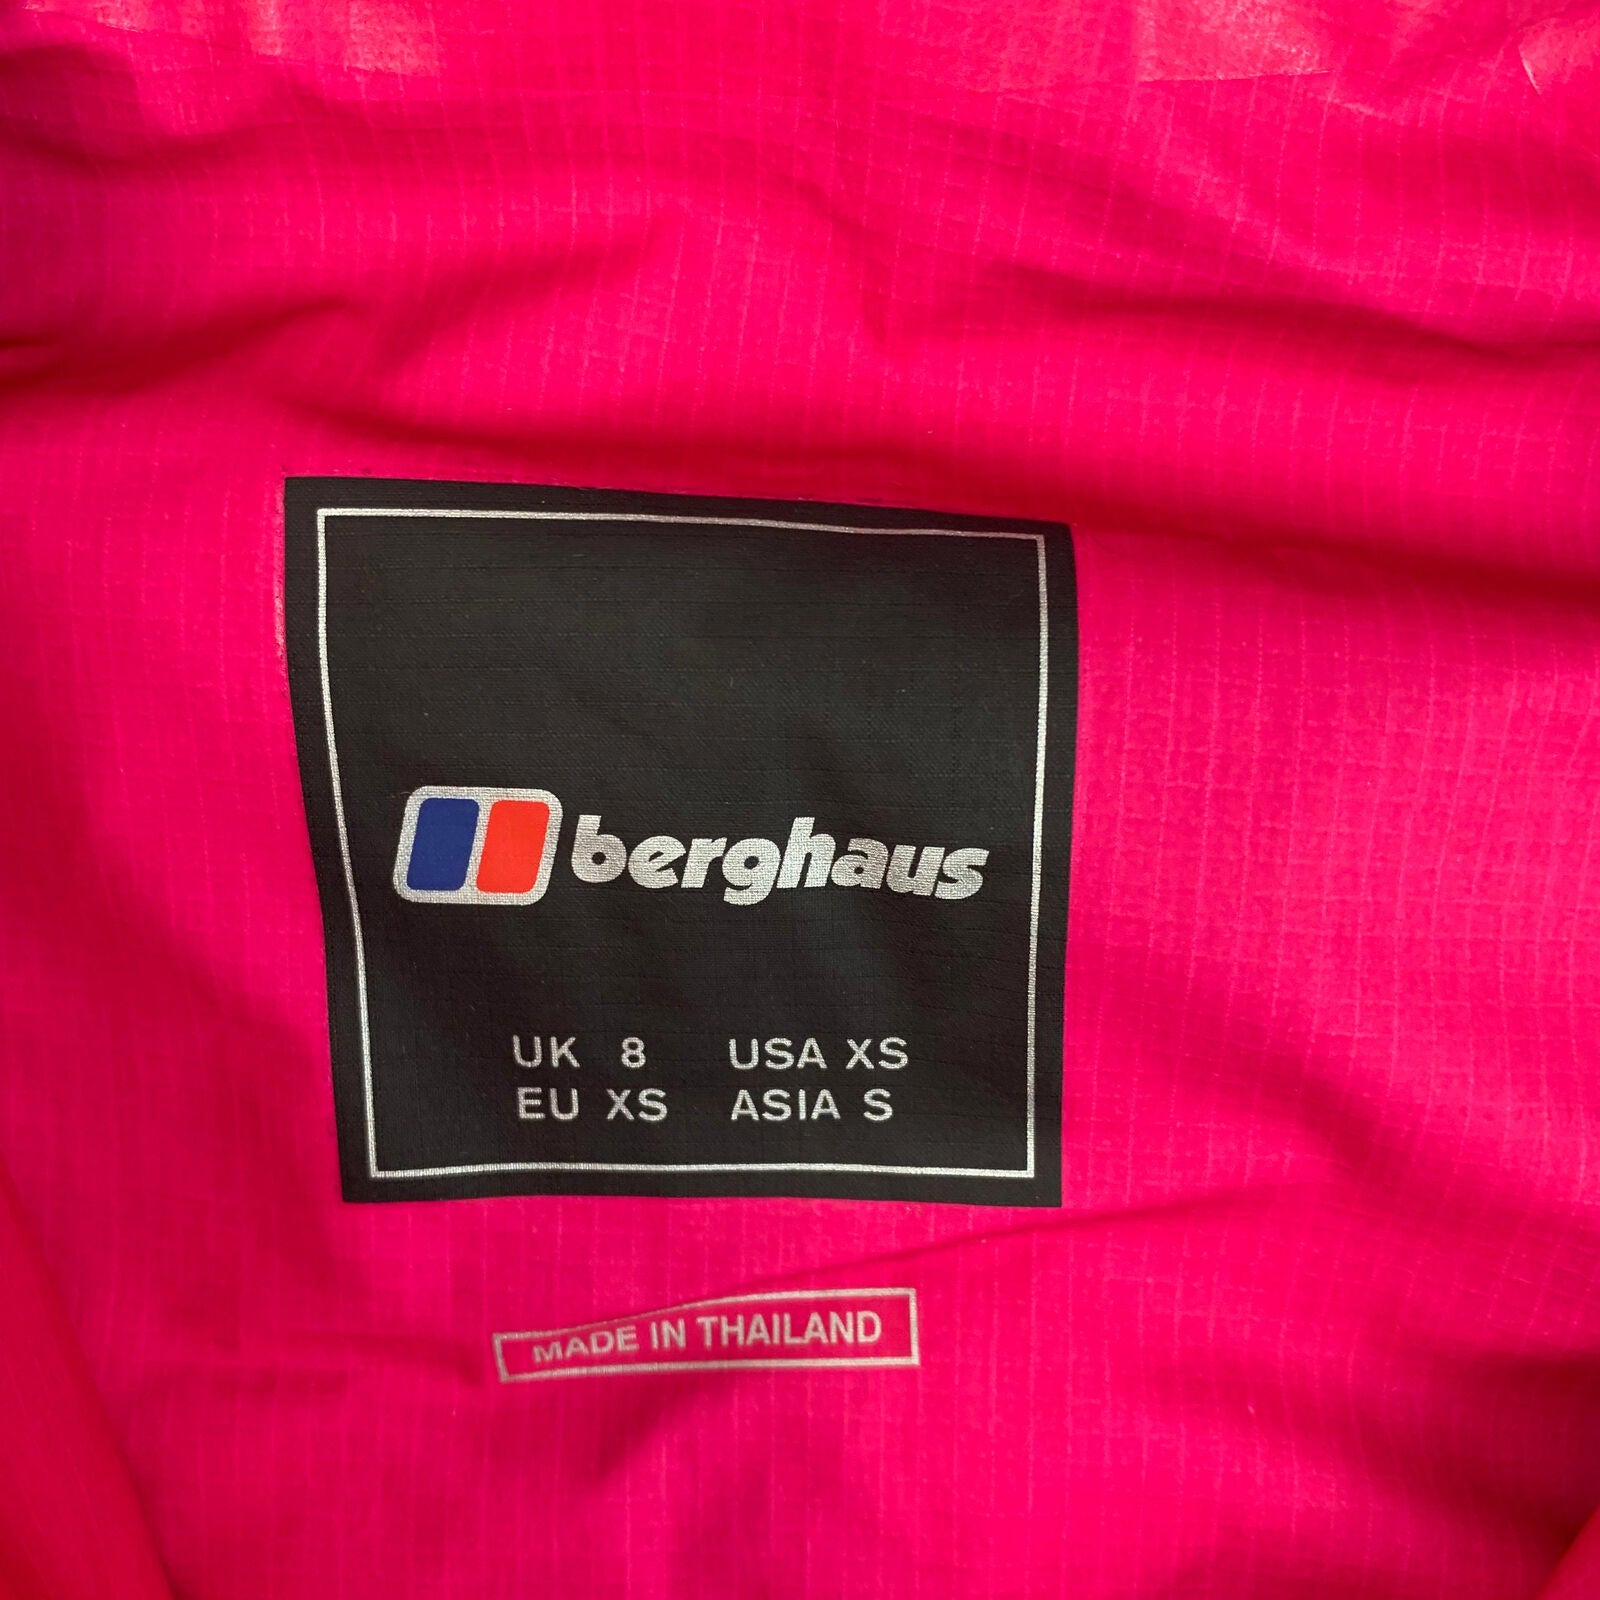 berghaus
UK 8 USA XS
EU XS ASIA S
MADE IN THAILAND